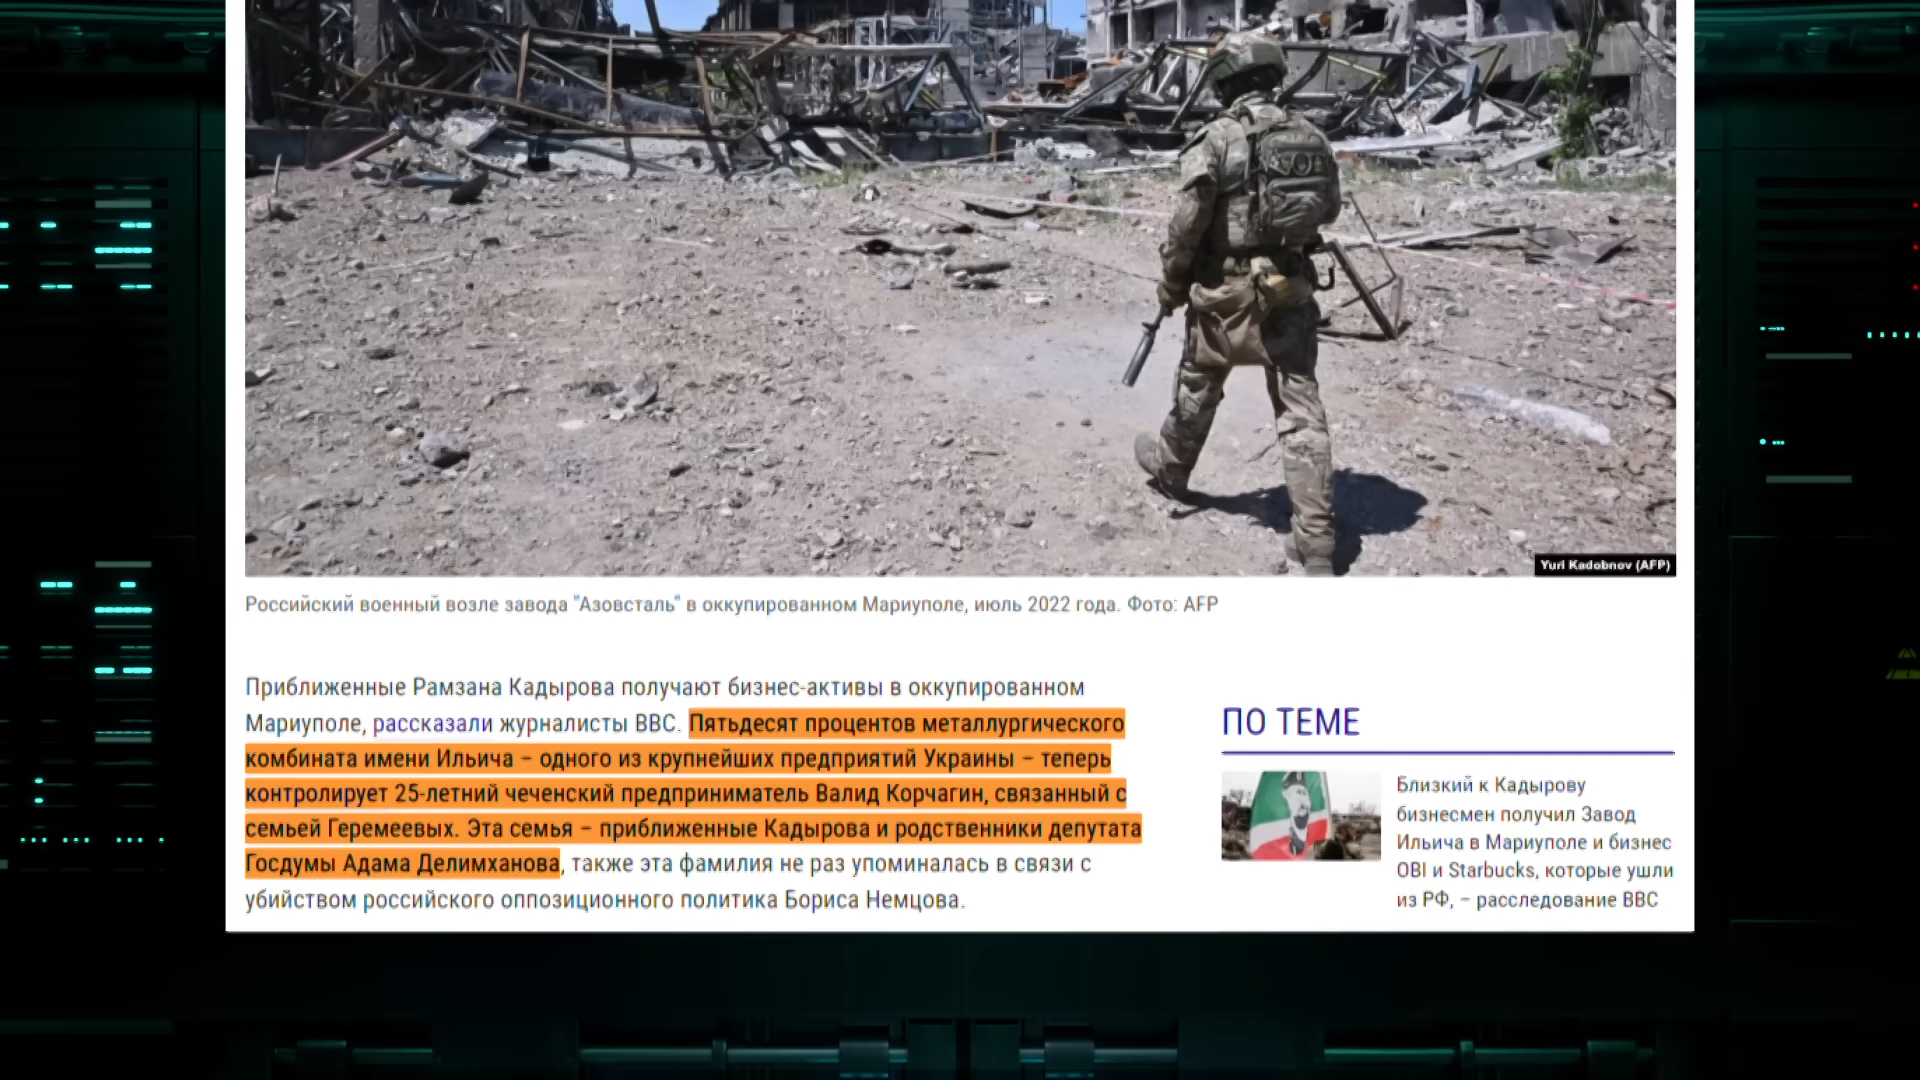 Yuri Kadobnov (AFP)
Российский военный возле завода "Азовсталь" в оккупированном Мариуполе, июль 2022 года. Фото: AFP
Приближенные Рамзана Кадырова получают бизнес-активы в оккупированном
Мариуполе, рассказали журналисты BBC. Пятьдесят процентов металлургического
комбината имени Ильича – одного из крупнейших предприятий Украины – теперь
контролирует 25-летний чеченский предприниматель Валид Корчагин, связанный с
семьей Геремеевых. Эта семья – приближенные Кадырова и родственники депутата
Госдумы Адама Делимханова, также эта фамилия не раз упоминалась в связи с
убийством российского оппозиционного политика Бориса Немцова.
ПО ТЕМЕ
Близкий к Кадырову
бизнесмен получил Завод
Ильича в Мариуполе и бизнес
OBI и Starbucks, которые ушли
из РФ, – расследование BBC